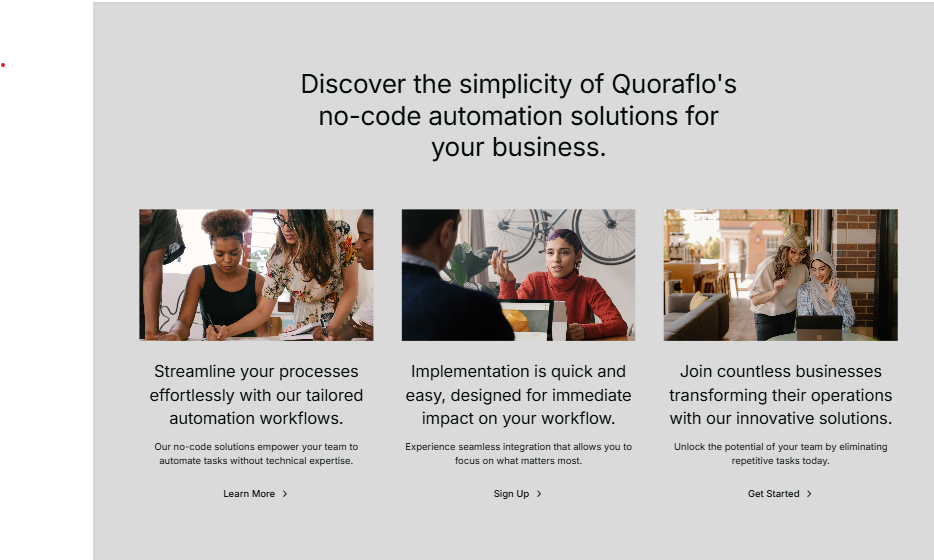 Discover the simplicity of Quoraflo's
no-code automation solutions for
your business.
Streamline your processes
effortlessly with our tailored
automation workflows.
Our no-code solutions empower your team to
automate tasks without technical expertise.
Learn More
Implementation is quick and
easy, designed for immediate
impact on your workflow.
Experience seamless integration that allows you to
focus on what matters most.
Sign Up
Join countless businesses
transforming their operations
with our innovative solutions.
Unlock the potential of your team by eliminating
repetitive tasks today.
Get Started